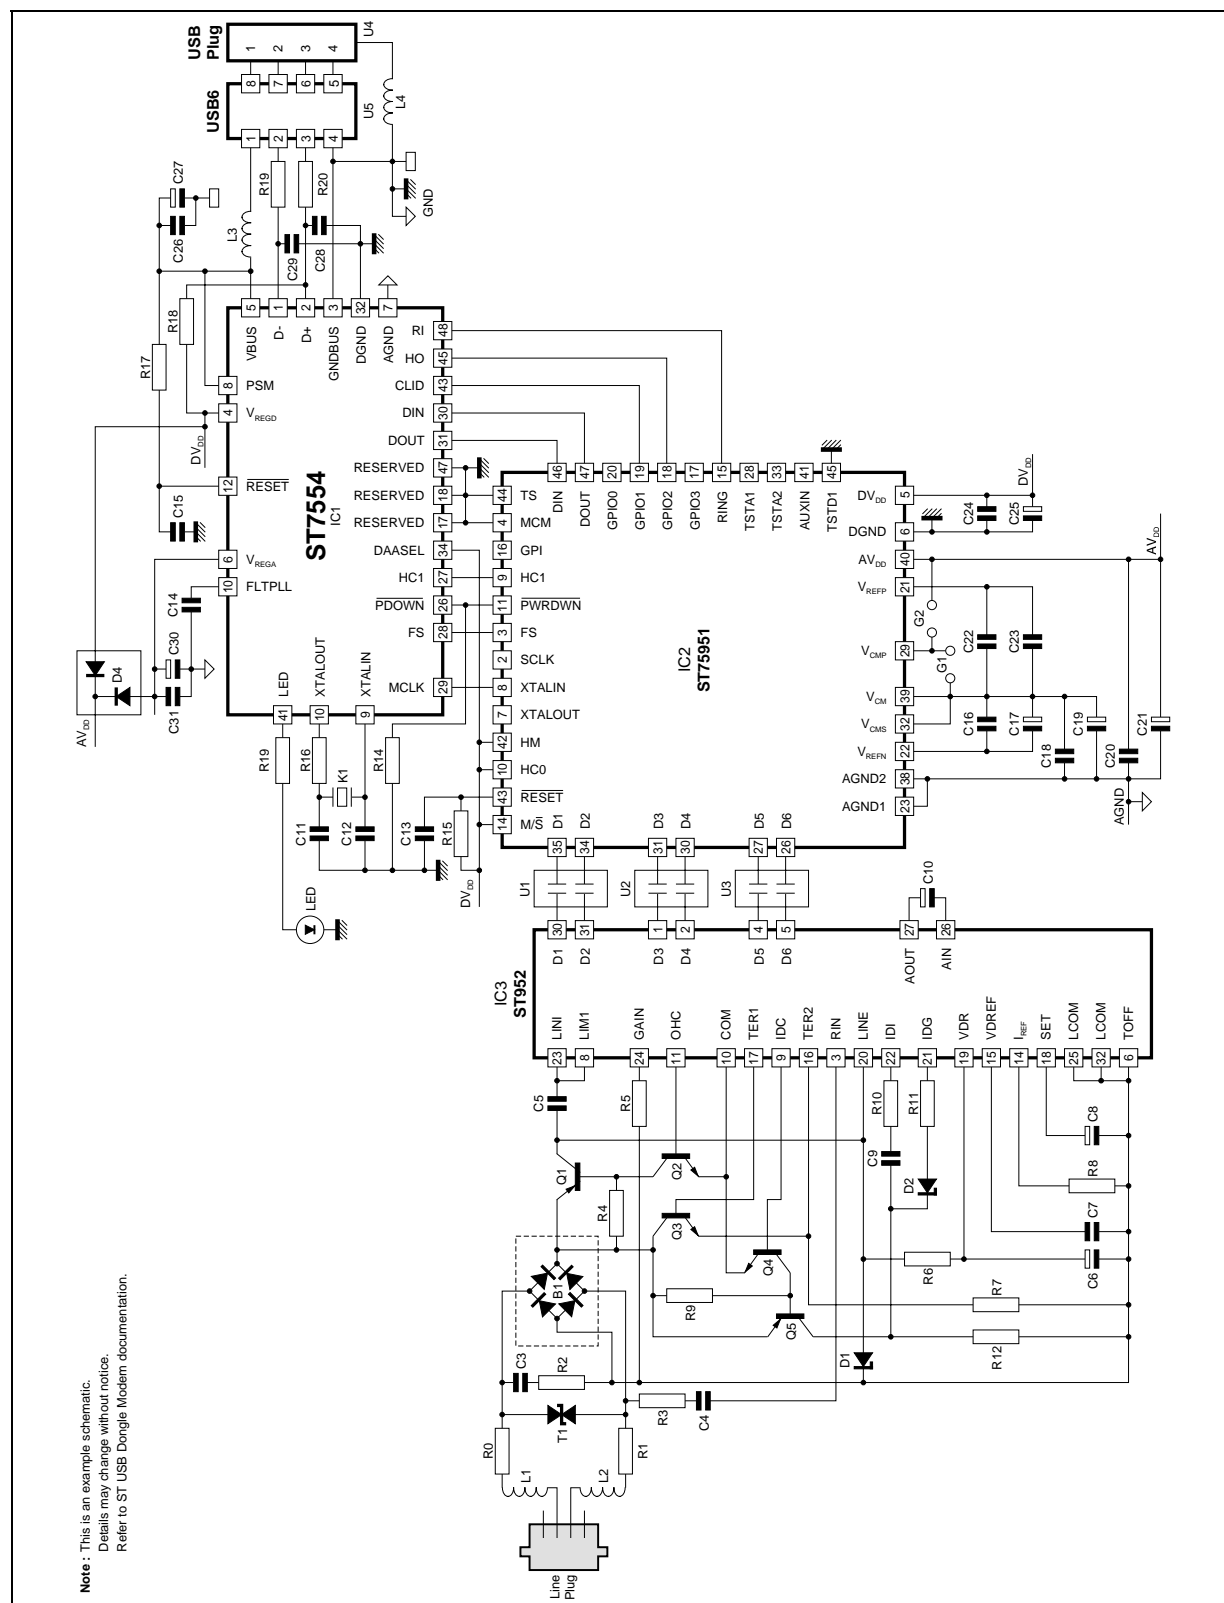 USB
Plug
U4
1
2
3
4
8
7
6
5
USB6
U5
L4
1
2
3
4
C27
C26
R19
R20
L3
GND
C29
C28
R18
R17
5
1
2
3
32
7
VBUS
D-
D+
GNDBUS
DGND
AGND
8
PSM
4
VREGD
DVDD
12
RESET
C15
6
VREGA
10
FLTPLL
C14
C30
C31
D4
AVDD
ST7554
IC1
RI
48
HO
45
CLID
43
DIN
30
DOUT
31
RESERVED
47
RESERVED
18
RESERVED
17
DAASEL
34
HC1
27
PDOWN
26
FS
28
MCLK
29
LED
XTALOUT
XTALIN
41
10
9
R19
R16
R14
K1
C11
C12
C13
R15
LED
DVDD
44
TS
4
MCM
16
GPI
9
HC1
11
PWRDWN
3
FS
2
SCLK
8
XTALIN
7
XTALOUT
42
HM
10
HC0
43
RESET
14
M/S
46
47
20
19
18
17
15
28
33
41
45
DIN
DOUT
GPIO0
GPIO1
GPIO2
GPIO3
RING
TSTA1
TSTA2
AUXIN
TSTD1
IC2
ST75951
DVDD
5
DGND
6
AVDD
40
VREFP
21
VCMP
29
VCM
39
VCMS
32
VREFN
22
AGND2
38
AGND1
23
DVDD
C24
C25
AVDD
G2
G1
C22
C23
C16
C17
C18
C19
C20
C21
AGND
D1
D2
D3
D4
D5
D6
35
34
31
30
27
26
U1
U2
U3
C10
30
31
1
2
4
5
27
26
D1
D2
D3
D4
D5
D6
AOUT
AIN
IC3
ST952
LINI
LIM1
GAIN
OHC
COM
TER1
IDC
TER2
RIN
LINE
IDI
IDG
VDR
VDREF
IREF
SET
LCOM
LCOM
TOFF
23
8
24
11
10
17
9
16
3
20
22
21
19
15
14
18
25
32
6
C5
R5
R10
R11
C9
D2
C8
R8
C7
C6
Q1
Q2
R4
Q3
Q4
R6
B1
R9
Q5
R7
D1
R12
C3
R2
T1
R3
C4
R0
R1
L1
L2
Line
Plug
Note : This is an example schematic.
Details may change without notice.
Refer to ST USB Dongle Modem documentation.